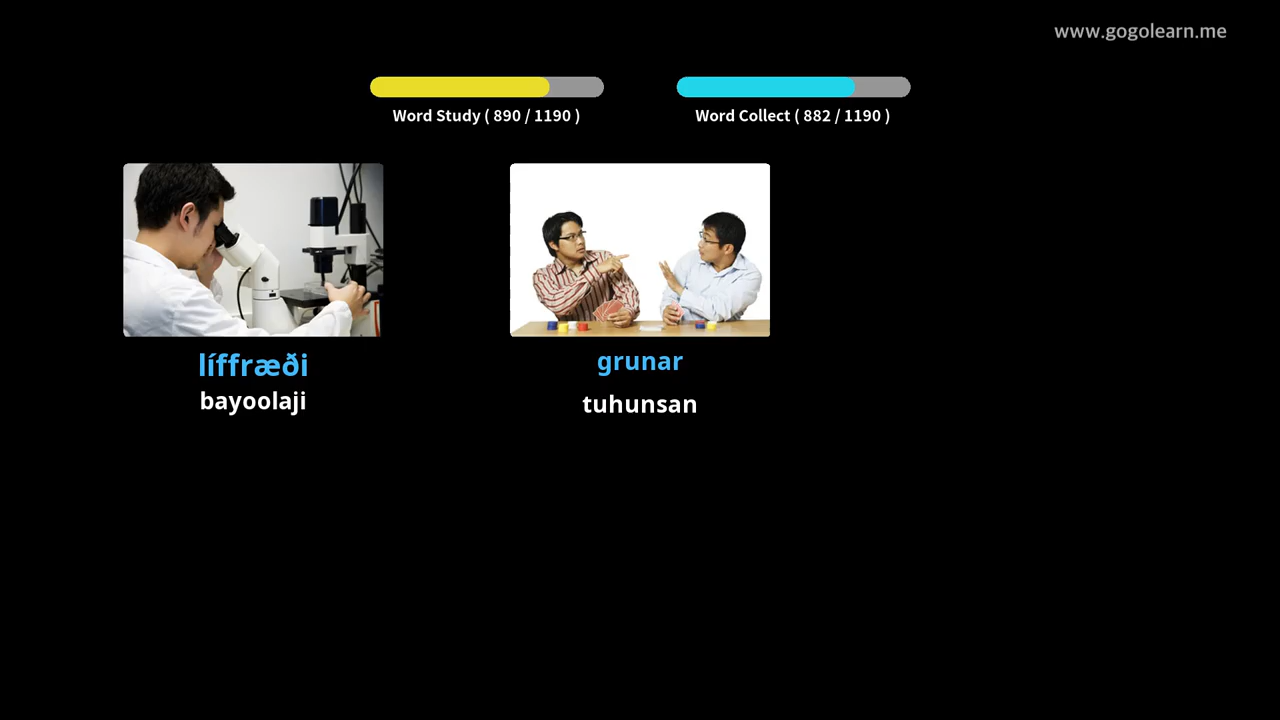 www.gogolearn.me
Word Study ( 890 / 1190 )
Word Collect ( 882 / 1190 )
líffræði
bayoolaji
grunar
tuhunsan